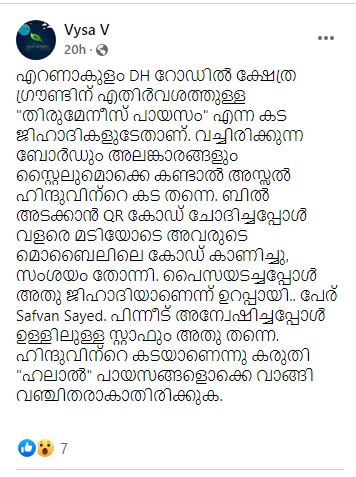 Vysa V
20h ·
എറണാകുളം DH റോഡിൽ ക്ഷേത്ര
ഗ്രൗണ്ടിന് എതിർവശത്തുള്ള
"തിരുമേനീസ് പായസം" എന്ന കട
ജിഹാദികളുടേതാണ്. വച്ചിരിക്കുന്ന
ബോർഡും അലങ്കാരങ്ങളും
സ്റ്റൈലുമൊക്കെ കണ്ടാൽ അസ്സൽ
ഹിന്ദുവിന്റെ കട തന്നെ. ബിൽ
അടക്കാൻ QR കോഡ് ചോദിച്ചപ്പോൾ
വളരെ മടിയോടെ അവരുടെ
മൊബൈലിലെ കോഡ് കാണിച്ചു,
സംശയം തോന്നി. പൈസയടച്ചപ്പോൾ
അതു ജിഹാദിയാണെന്ന് ഉറപ്പായി.. പേര്
Safvan Sayed. പിന്നീട് അന്വേഷിച്ചപ്പോൾ
ഉള്ളിലുള്ള സ്റ്റാഫും അതു തന്നെ.
ഹിന്ദുവിന്റെ കടയാണെന്നു കരുതി
"ഹലാൽ" പായസങ്ങളൊക്കെ വാങ്ങി
വഞ്ചിതരാകാതിരിക്കുക.
7